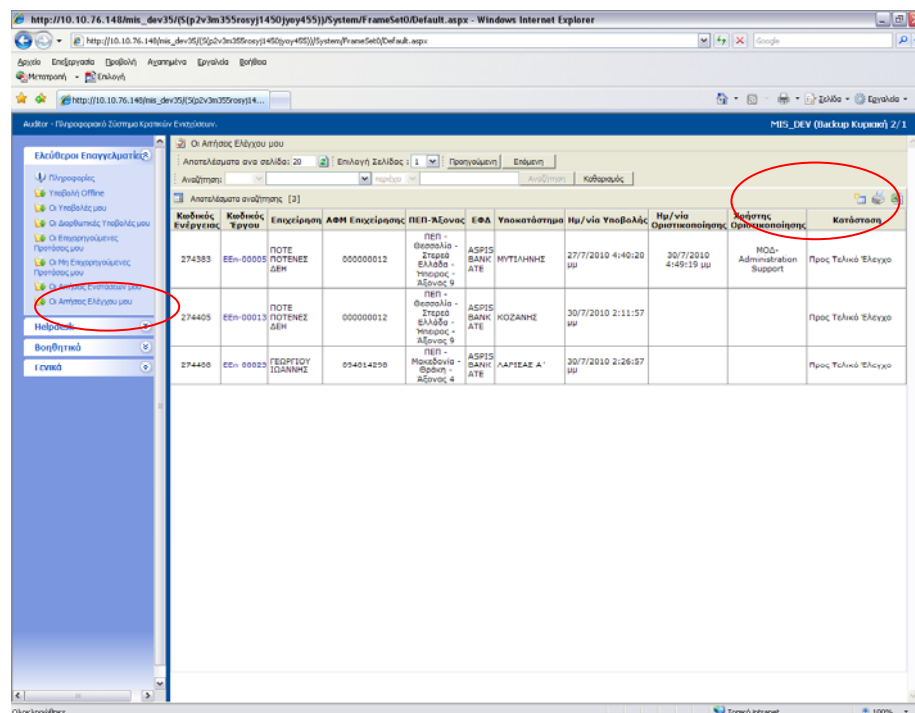 http://10.10.76.148/mis_dev35/(S(p2v3m355rosyj1450jyoy455))/System/FrameSet0/Default.aspx - Windows Internet Explorer
http://10.10.76.148/mis_dev35/(S(p2v3m355rosyj1450jyoy455))/System/FrameSet0/Default.aspx
Google
Αρχείο Επεξεργασία Προβολή Αγαπημένα Εργαλεία Βοήθεια
Μετατροπή Επιλογή
http://10.10.76.148/mis_dev35/(S(p2v3m355rosyj14...
Σελίδα Εργαλεία
Auditor - Πληροφοριακό Σύστημα Κρατικών Ενισχύσεων.
MIS_DEV (Backup Κυριακή 2/1
Ελεύθεροι Επαγγελματίες
Πληροφορίες
Υποβολή Offline
Οι Υποβολές μου
Οι Διορθωτικές Υποβολές μου
Οι Επιχορηγούμενες
Προτάσεις μου
Οι Μη Επιχορηγούμενες
Προτάσεις μου
Οι Αιτήσεις Ενστάσεων μου
Οι Αιτήσεις Ελέγχου μου
Helpdesk
Βοηθητικά
Γενικά
Οι Αιτήσεις Ελέγχου μου
Αποτελέσματα ανα σελίδα: 20 Επιλογή Σελίδας : 1 Προηγούμενη Επόμενη
Αναζήτηση: περιέχει Αναζήτηση Καθαρισμός
Αποτελέσματα αναζήτησης [3]
Κωδικός Ενέργειας Κωδικός Έργου Επιχείρηση ΑΦΜ Επιχείρησης ΠΕΠ-Άξονας ΕΦΔ Υποκατάστημα Ημ/νία Υποβολής Ημ/νία Οριστικοποίησης Χρήστης Οριστικοποίησης Κατάσταση
274383 ΕΕπ-00005 ΠΟΤΕ ΠΟΤΕΝΕΣ ΔΕΗ 000000012 ΠΕΠ - Θεσσαλία - Στερεά Ελλάδα - Ήπειρος - Άξονας 9 ASPIS BANK ATE ΜΥΤΙΛΗΝΗΣ 27/7/2010 4:40:20 μμ 30/7/2010 4:49:19 μμ ΜΟΔ- Administration Support Προς Τελικό Έλεγχο
274405 ΕΕπ-00013 ΠΟΤΕ ΠΟΤΕΝΕΣ ΔΕΗ 000000012 ΠΕΠ - Θεσσαλία - Στερεά Ελλάδα - Ήπειρος - Άξονας 9 ASPIS BANK ATE ΚΟΖΑΝΗΣ 30/7/2010 2:11:57 μμ Προς Τελικό Έλεγχο
274408 ΕΕπ-00023 ΓΕΩΡΓΙΟΥ ΙΩΑΝΝΗΣ 094014298 ΠΕΠ - Μακεδονία - Θράκη - Άξονας 4 ASPIS BANK ATE ΛΑΡΙΣΑΣ Α΄ 30/7/2010 2:26:57 μμ Προς Τελικό Έλεγχο
Τοπικό intranet 100%